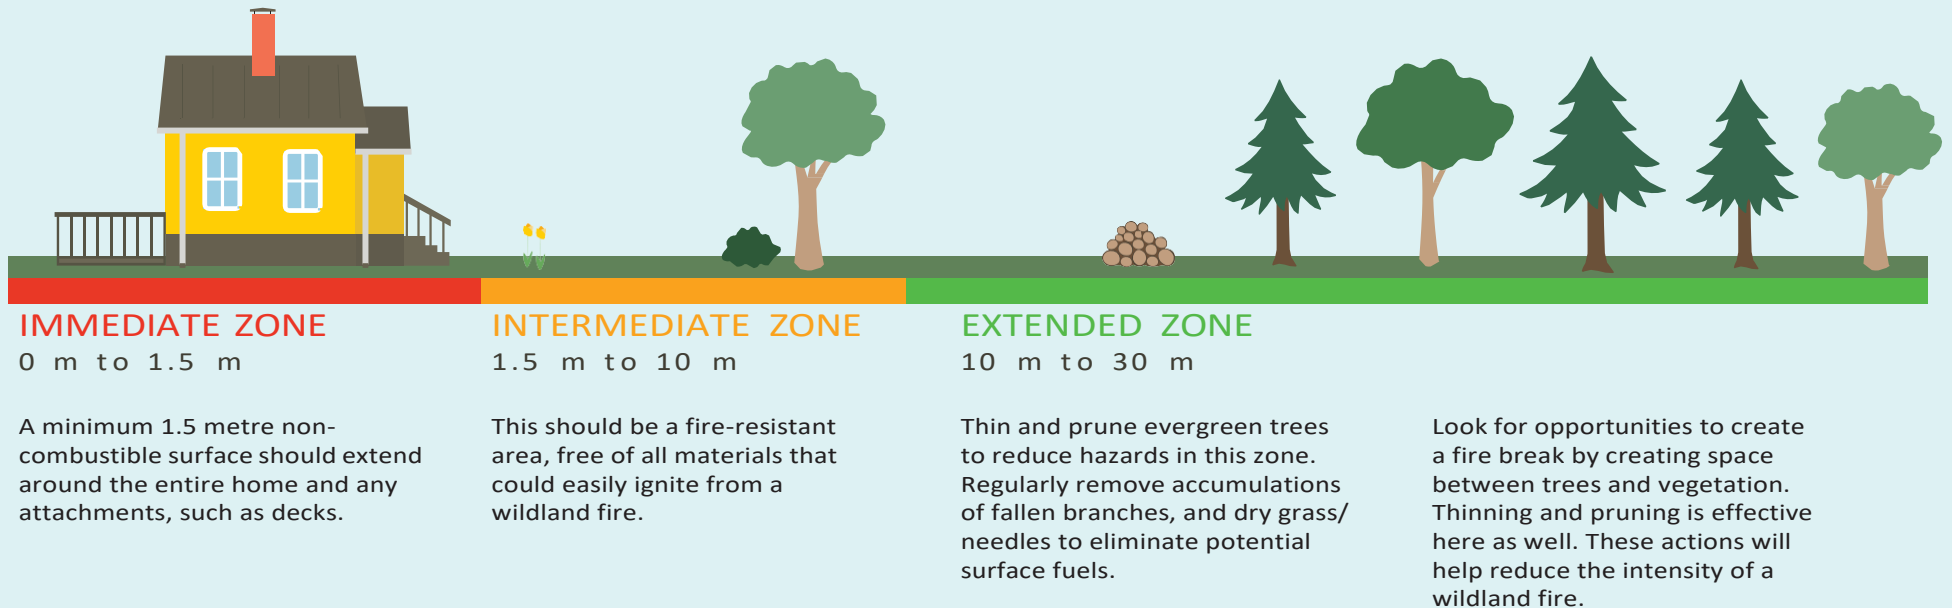 IMMEDIATE ZONE
0 m to 1.5 m
A minimum 1.5 metre non-
combustible surface should extend
around the entire home and any
attachments, such as decks.
INTERMEDIATE ZONE
1.5 m to 10 m
This should be a fire-resistant
area, free of all materials that
could easily ignite from a
wildland fire.
EXTENDED ZONE
10 m to 30 m
Thin and prune evergreen trees
to reduce hazards in this zone.
Regularly remove accumulations
of fallen branches, and dry grass/
needles to eliminate potential
surface fuels.
Look for opportunities to create
a fire break by creating space
between trees and vegetation.
Thinning and pruning is effective
here as well. These actions will
help reduce the intensity of a
wildland fire.